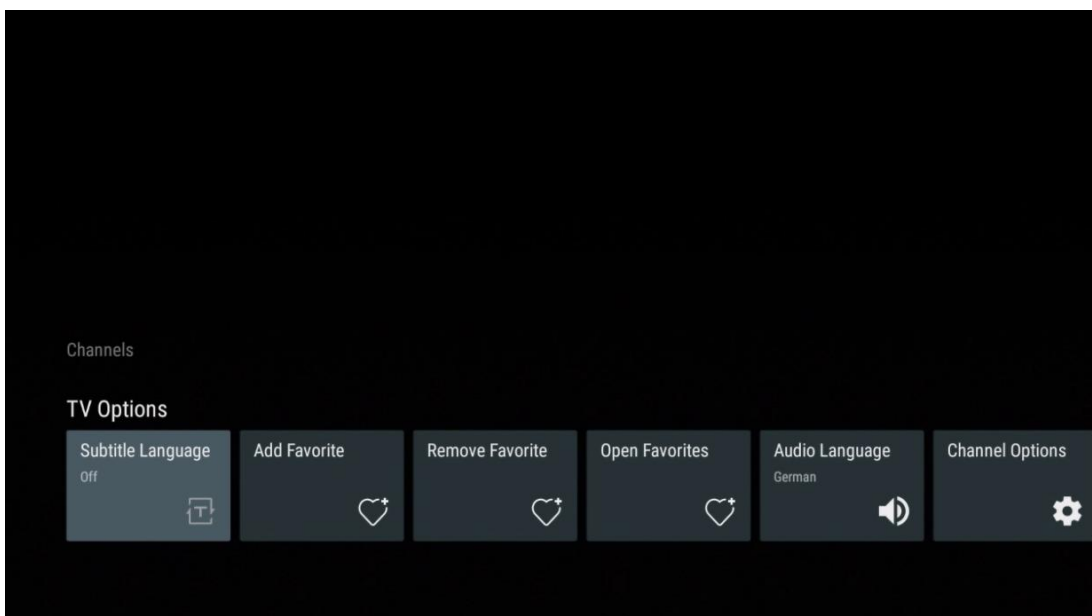 Channels
TV Options
Subtitle Language
Off
Add Favorite
Remove Favorite
Open Favorites
Audio Language
German
Channel Options